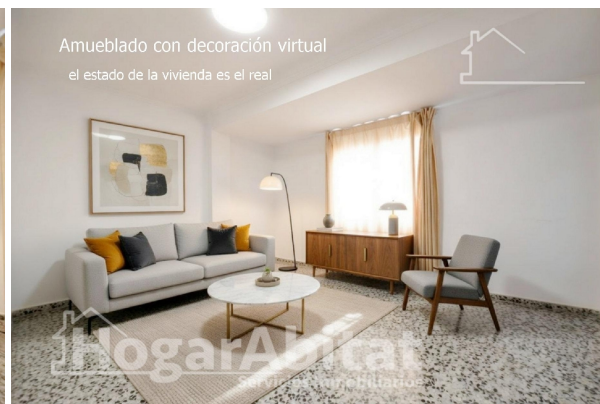 Amueblado con decoración virtual
el estado de la vivienda es el real
HogarAbitat
Servicios Inmobiliarios